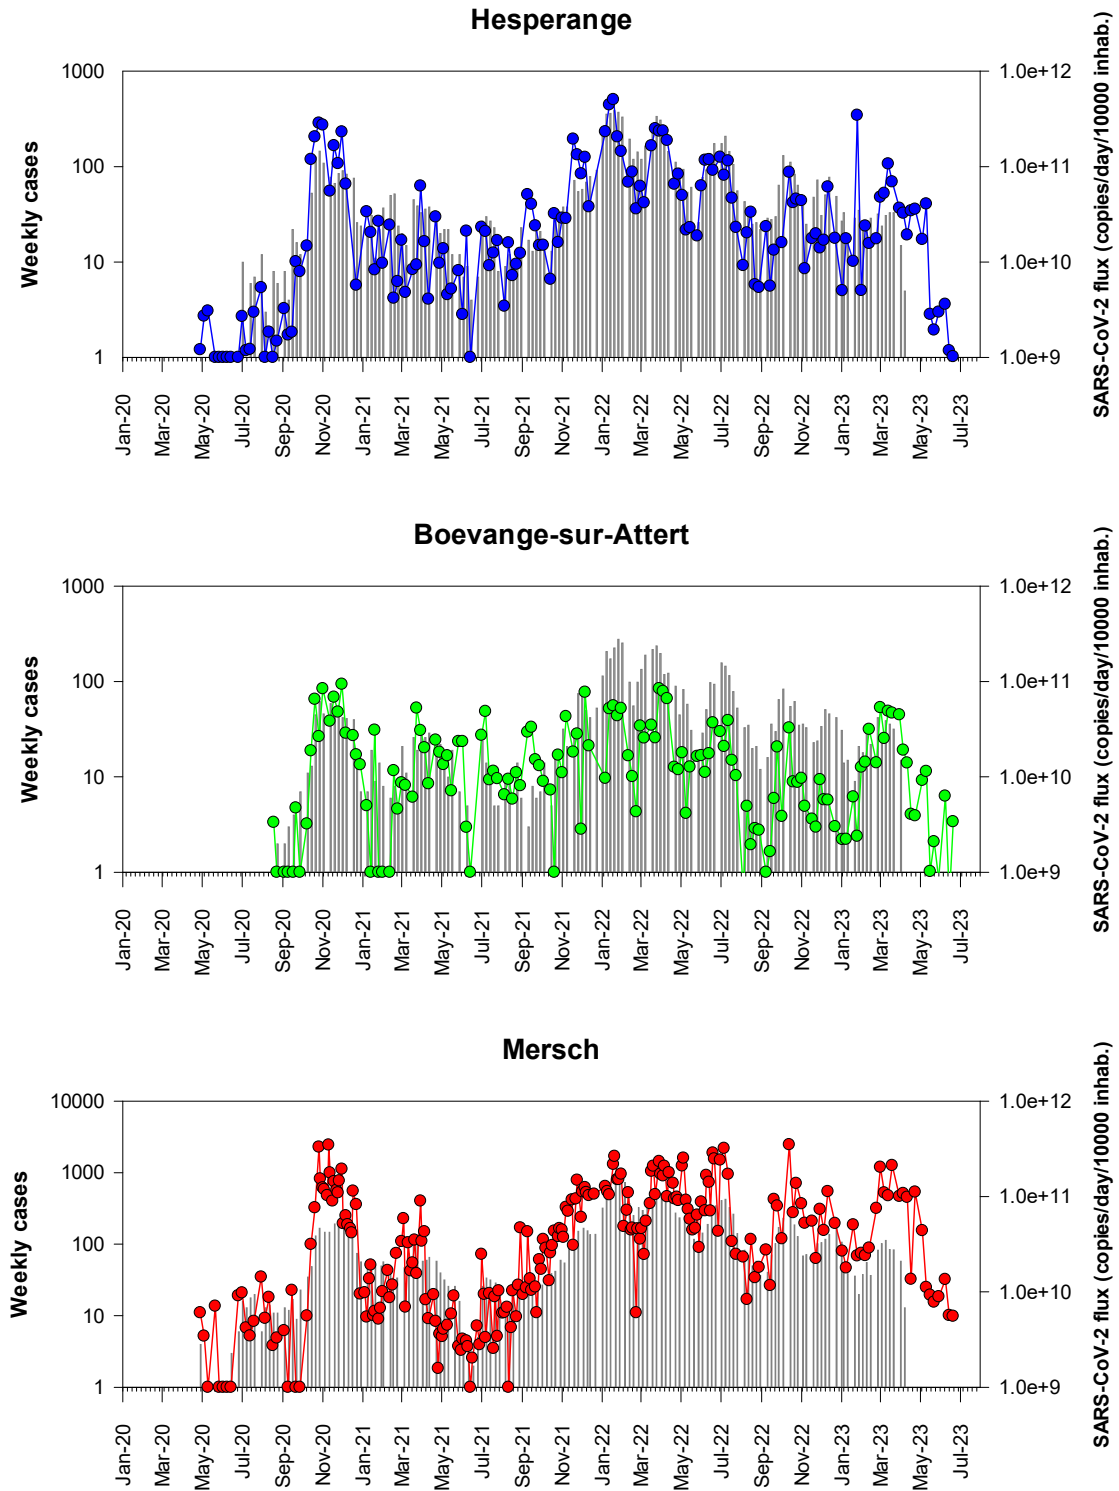 Hesperange
Weekly cases
1000
100
10
1
1.0e+12
1.0e+11
1.0e+10
1.0e+9
SARS-CoV-2 flux (copies/day/10000 inhab.)
Jan-20
Mar-20
May-20
Jul-20
Sep-20
Nov-20
Jan-21
Mar-21
May-21
Jul-21
Sep-21
Nov-21
Jan-22
Mar-22
May-22
Jul-22
Sep-22
Nov-22
Jan-23
Mar-23
May-23
Jul-23
Boevange-sur-Attert
Weekly cases
1000
100
10
1
1.0e+12
1.0e+11
1.0e+10
1.0e+9
SARS-CoV-2 flux (copies/day/10000 inhab.)
Jan-20
Mar-20
May-20
Jul-20
Sep-20
Nov-20
Jan-21
Mar-21
May-21
Jul-21
Sep-21
Nov-21
Jan-22
Mar-22
May-22
Jul-22
Sep-22
Nov-22
Jan-23
Mar-23
May-23
Jul-23
Mersch
Weekly cases
10000
1000
100
10
1
1.0e+12
1.0e+11
1.0e+10
1.0e+9
SARS-CoV-2 flux (copies/day/10000 inhab.)
Jan-20
Mar-20
May-20
Jul-20
Sep-20
Nov-20
Jan-21
Mar-21
May-21
Jul-21
Sep-21
Nov-21
Jan-22
Mar-22
May-22
Jul-22
Sep-22
Nov-22
Jan-23
Mar-23
May-23
Jul-23